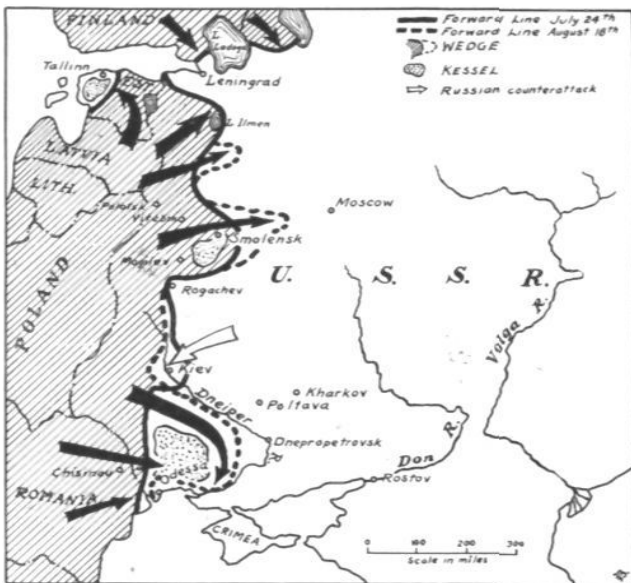 FINLAND
L. Ladoga
Tallinn
EST.
Leningrad
L. Ilmen
LATVIA
LITH.
Polotsk
Vitebsk
Moscow
Smolensk
Mogilev
U. S. S. R.
Rogachev
POLAND
Volga R.
Kiev
Dneiper
Kharkov
Poltava
Dnepropetrovsk
Don R.
Chisinau
Odessa
Rostov
ROMANIA
CRIMEA
Forward Line July 24th
Forward Line August 18th
WEDGE
KESSEL
Russian counterattack
0 100 200 300
Scale in miles